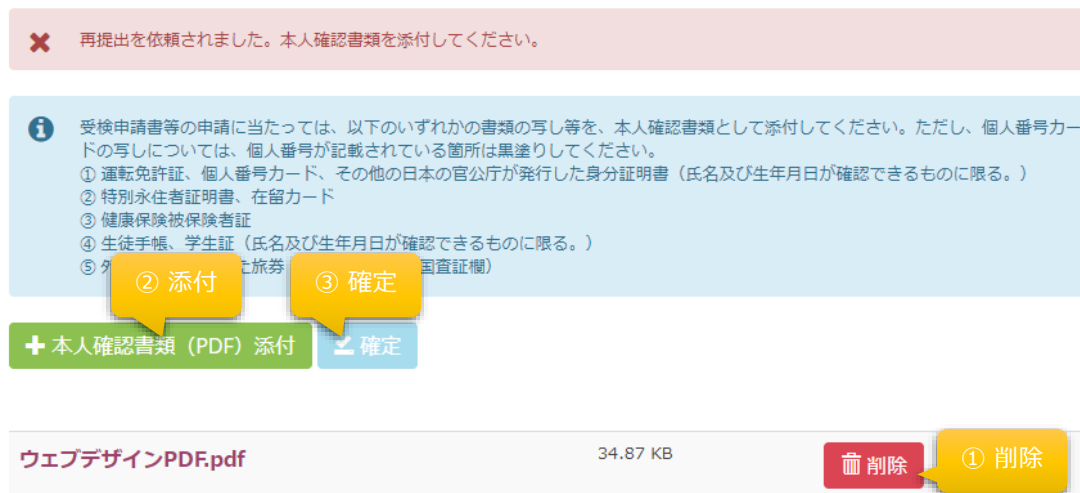 再提出を依頼されました。本人確認書類を添付してください。
受検申請書等の申請に当たっては、以下のいずれかの書類の写し等を、本人確認書類として添付してください。ただし、個人番号カー
ドの写しについては、個人番号が記載されている箇所は黒塗りしてください。
① 運転免許証、個人番号カード、その他の日本の官公庁が発行した身分証明書（氏名及び生年月日が確認できるものに限る。）
② 特別永住者証明書、在留カード
③ 健康保険被保険者証
④ 生徒手帳、学生証（氏名及び生年月日が確認できるものに限る。）
⑤ 外 た旅券 国査証欄）
② 添付
③ 確定
本人確認書類（PDF）添付
確定
ウェブデザインPDF.pdf 34.87 KB 削除
① 削除